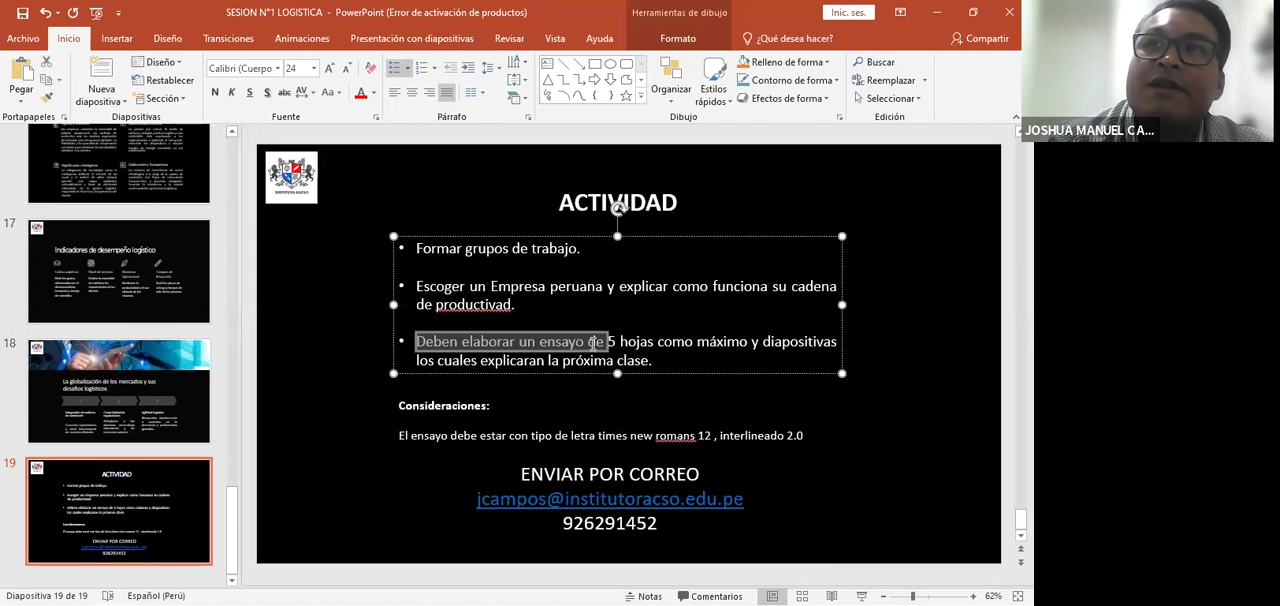 SESION N°1 LOGISTICA - PowerPoint (Error de activación de productos)
Herramientas de dibujo
Inic. ses.
Archivo Inicio Insertar Diseño Transiciones Animaciones Presentación con diapositivas Revisar Vista Ayuda Formato ¿Qué desea hacer? Compartir
Pegar
Nueva diapositiva
Diseño
Restablecer
Sección
Calibri (Cuerpo) 24
N K S S abc AV Aa A
Organizar
Estilos rápidos
Relleno de forma
Contorno de forma
Efectos de forma
Buscar
Reemplazar
Seleccionar
Portapapeles Diapositivas Fuente Párrafo Dibujo Edición
JOSHUA MANUEL CA...
17
Indicadores de desempeño logístico
18
La globalización de los mercados y sus desafíos logísticos
19
INSTITUTO RACSO
ACTIVIDAD
• Formar grupos de trabajo.
• Escoger un Empresa peruana y explicar como funciona su cadena
de productivad.
• Deben elaborar un ensayo de 5 hojas como máximo y diapositivas
los cuales explicaran la próxima clase.
Consideraciones:
El ensayo debe estar con tipo de letra times new romans 12 , interlineado 2.0
ENVIAR POR CORREO
jcampos@institutoracso.edu.pe
926291452
Diapositiva 19 de 19 Español (Perú) Notas Comentarios 62%